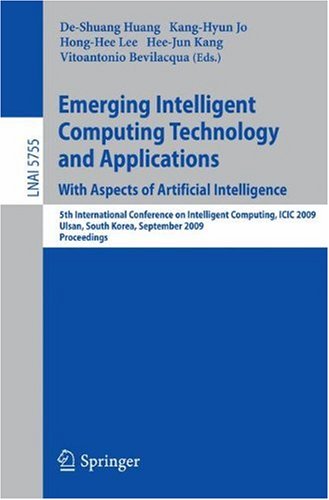 De-Shuang Huang Kang-Hyun Jo
Hong-Hee Lee Hee-Jun Kang
Vitoantonio Bevilacqua (Eds.)
LNAI 5755
Emerging Intelligent
Computing Technology
and Applications
With Aspects of Artificial Intelligence
5th International Conference on Intelligent Computing, ICIC 2009
Ulsan, South Korea, September 2009
Proceedings
Springer